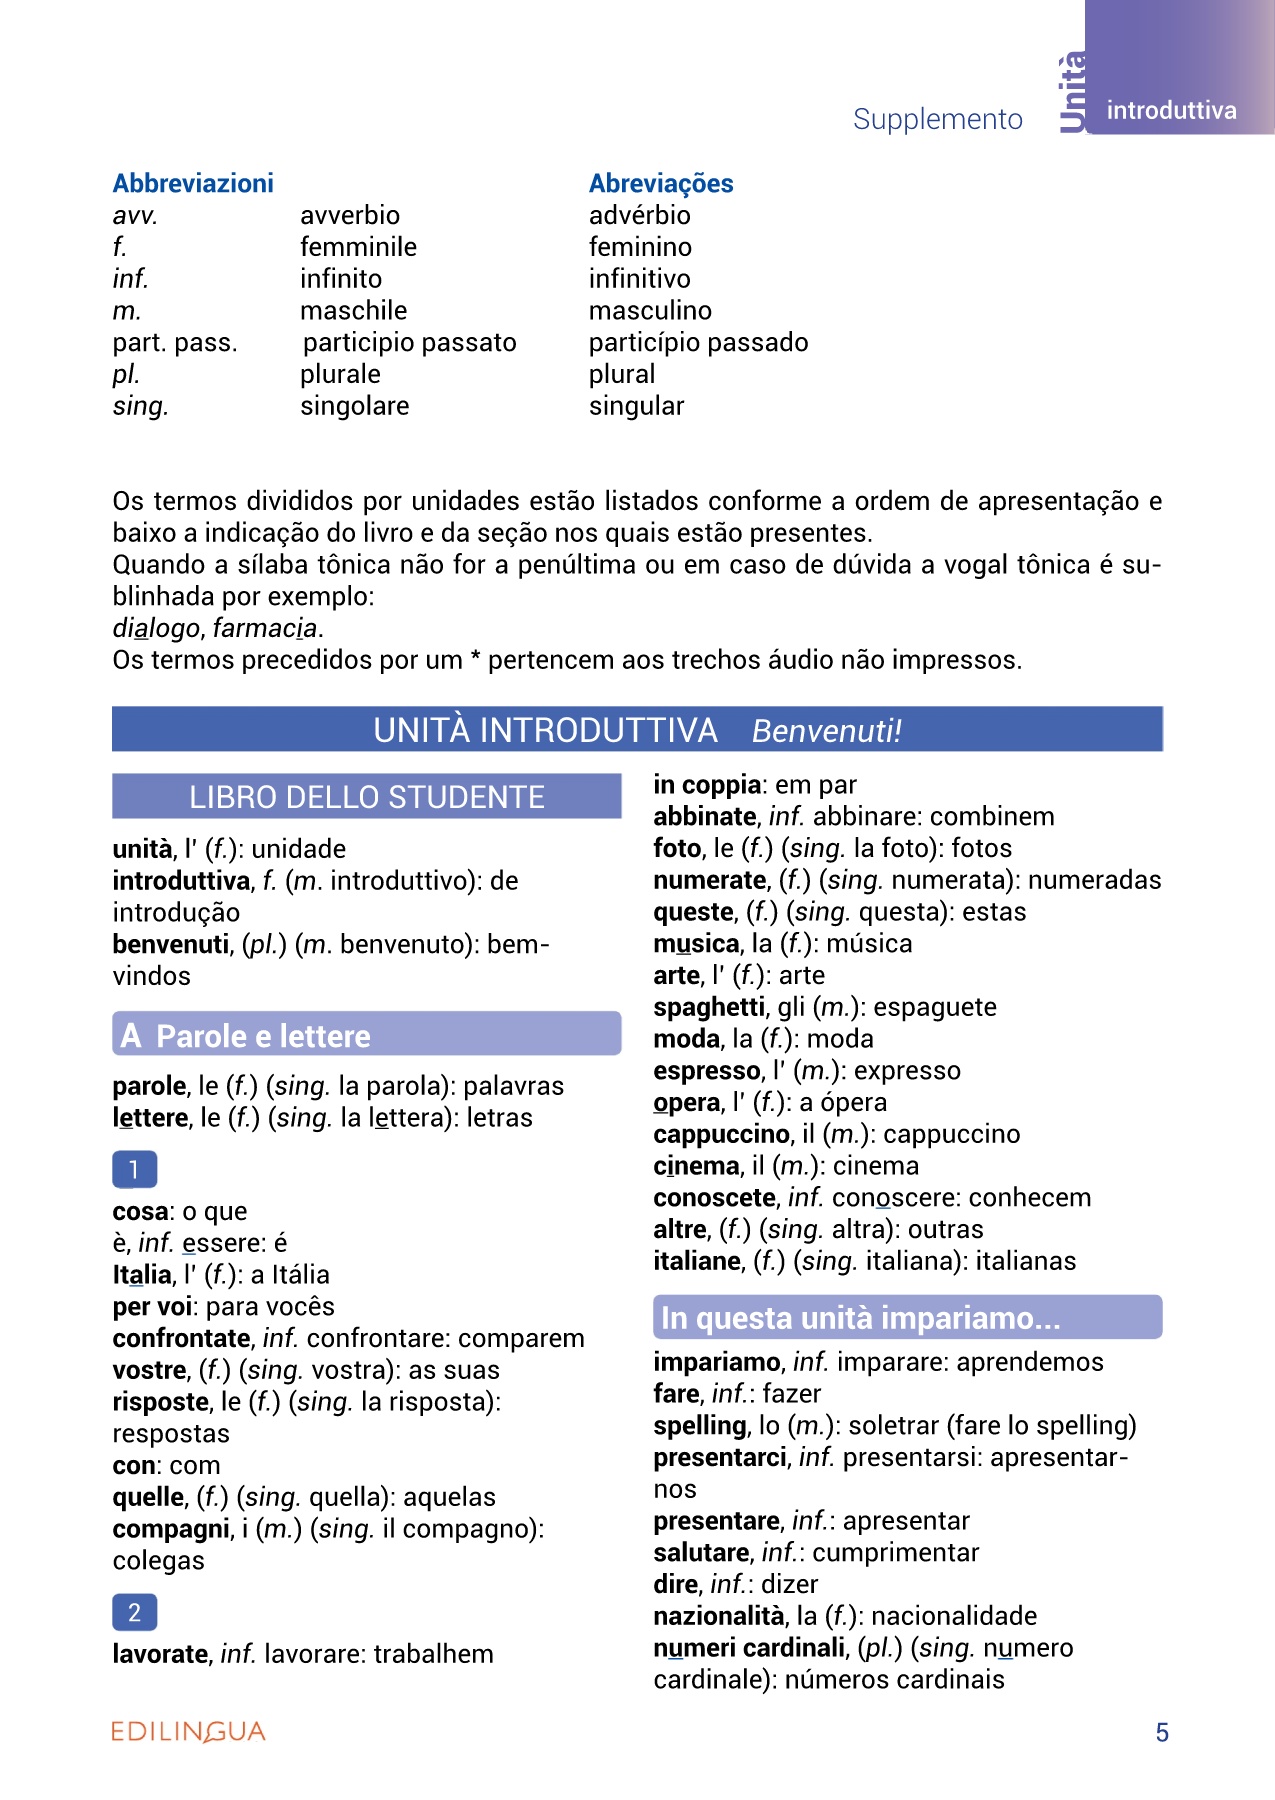 Supplemento
Unità
introduttiva
Abbreviazioni Abreviações
avv. avverbio advérbio
f. femminile feminino
inf. infinito infinitivo
m. maschile masculino
part. pass. participio passato particípio passado
pl. plurale plural
sing. singolare singular
Os termos divididos por unidades estão listados conforme a ordem de apresentação e
baixo a indicação do livro e da seção nos quais estão presentes.
Quando a sílaba tônica não for a penúltima ou em caso de dúvida a vogal tônica é su-
blinhada por exemplo:
dialogo, farmacia.
Os termos precedidos por um * pertencem aos trechos áudio não impressos.
UNITÀ INTRODUTTIVA Benvenuti!
LIBRO DELLO STUDENTE
unità, l' (f.): unidade
introduttiva, f. (m. introduttivo): de
introdução
benvenuti, (pl.) (m. benvenuto): bem-
vindos
A Parole e lettere
parole, le (f.) (sing. la parola): palavras
lettere, le (f.) (sing. la lettera): letras
1
cosa: o que
è, inf. essere: é
Italia, l' (f.): a Itália
per voi: para vocês
confrontate, inf. confrontare: comparem
vostre, (f.) (sing. vostra): as suas
risposte, le (f.) (sing. la risposta):
respostas
con: com
quelle, (f.) (sing. quella): aquelas
compagni, i (m.) (sing. il compagno):
colegas
2
lavorate, inf. lavorare: trabalhem
in coppia: em par
abbinate, inf. abbinare: combinem
foto, le (f.) (sing. la foto): fotos
numerate, (f.) (sing. numerata): numeradas
queste, (f.) (sing. questa): estas
musica, la (f.): música
arte, l' (f.): arte
spaghetti, gli (m.): espaguete
moda, la (f.): moda
espresso, l' (m.): expresso
opera, l' (f.): a ópera
cappuccino, il (m.): cappuccino
cinema, il (m.): cinema
conoscete, inf. conoscere: conhecem
altre, (f.) (sing. altra): outras
italiane, (f.) (sing. italiana): italianas
In questa unità impariamo...
impariamo, inf. imparare: aprendemos
fare, inf.: fazer
spelling, lo (m.): soletrar (fare lo spelling)
presentarci, inf. presentarsi: apresentar-
nos
presentare, inf.: apresentar
salutare, inf.: cumprimentar
dire, inf.: dizer
nazionalità, la (f.): nacionalidade
numeri cardinali, (pl.) (sing. numero
cardinale): números cardinais
EDILINGUA
5